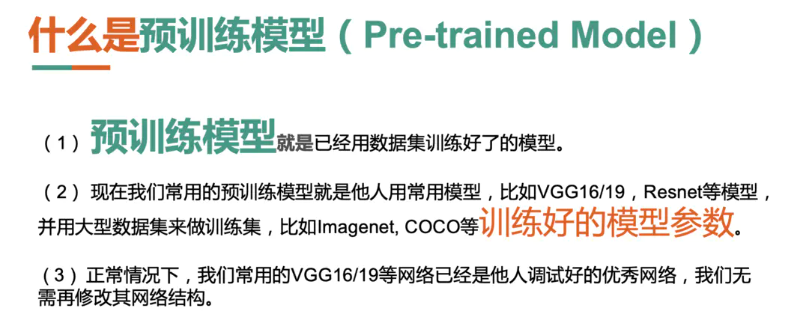 什么是预训练模型（Pre-trained Model）
（1）预训练模型就是已经用数据集训练好了的模型。
（2）现在我们常用的预训练模型就是他人用常用模型，比如VGG16/19，Resnet等模型，
并用大型数据集来做训练集，比如Imagenet, COCO等训练好的模型参数。
（3）正常情况下，我们常用的VGG16/19等网络已经是他人调试好的优秀网络，我们无
需再修改其网络结构。